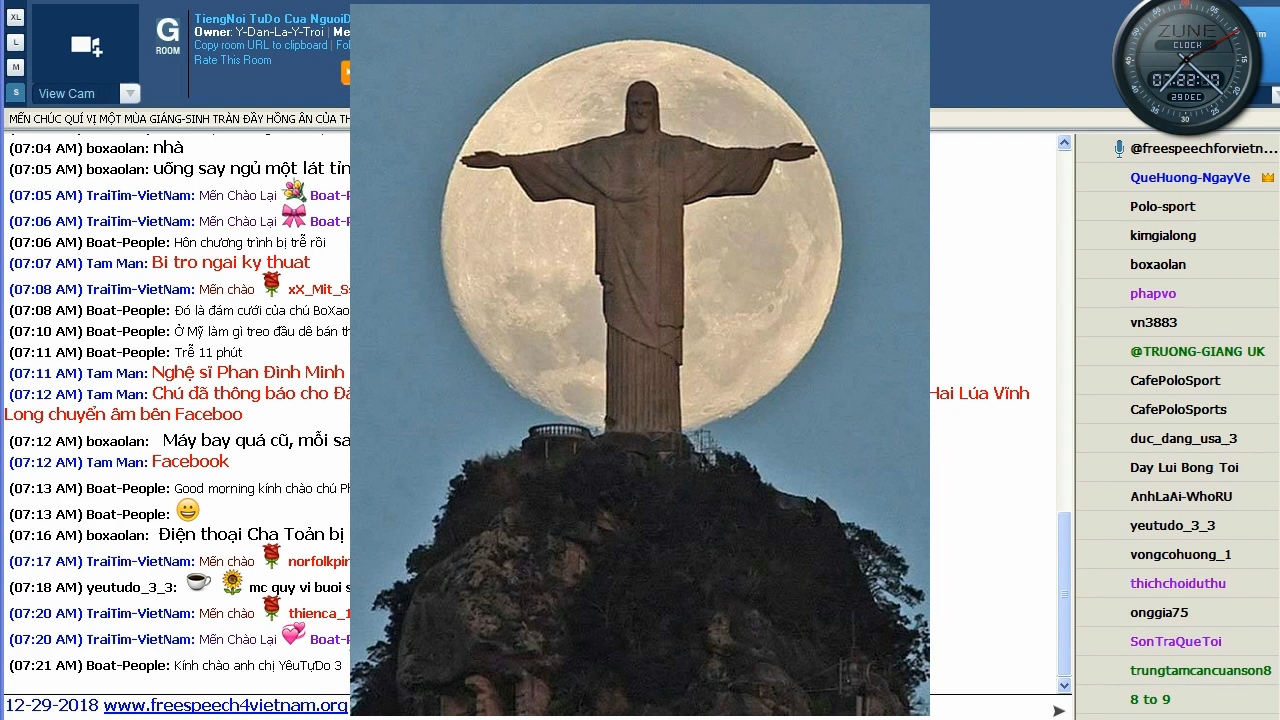 XL
L
M
S
View Cam
G
ROOM
TiengNoi TuDo Cua NguoiD
Owner: Y-Dan-La-Y-Troi | Me
Copy room URL to clipboard | Fol
Rate This Room
ZUNE
CLOCK
07:22:
29DEC
MẾN CHÚC QUÍ VỊ MỘT MÙA GIÁNG-SINH TRÀN ĐẦY HỒNG ÂN CỦA TH
(07:04 AM) boxaolan: nhà
(07:05 AM) boxaolan: uống say ngủ một lát tỉn
(07:05 AM) TraiTim-VietNam: Mến Chào Lại Boat-P
(07:06 AM) TraiTim-VietNam: Mến Chào Lại Boat-P
(07:06 AM) Boat-People: Hôn chương trình bị trễ rồi
(07:07 AM) Tam Man: Bi tro ngai ky thuat
(07:08 AM) TraiTim-VietNam: Mến chào xX_Mit_S
(07:08 AM) Boat-People: Đó là đám cưới của chú BoXao
(07:10 AM) Boat-People: Ở Mỹ làm gì treo đầu dê bán th
(07:11 AM) Boat-People: Trễ 11 phút
(07:11 AM) Tam Man: Nghệ sĩ Phan Đình Minh
(07:12 AM) Tam Man: Chú đã thông báo cho Đà Hai Lúa Vĩnh
Long chuyển âm bên Faceboo
(07:12 AM) boxaolan: Máy bay quá cũ, mỗi sa
(07:12 AM) Tam Man: Facebook
(07:13 AM) Boat-People: Good morning kính chào chú Ph
(07:13 AM) Boat-People:
(07:16 AM) boxaolan: Điện thoại Cha Toản bị
(07:17 AM) TraiTim-VietNam: Mến chào norfolkpin
(07:18 AM) yeutudo_3_3: mc quy vi buoi s
(07:20 AM) TraiTim-VietNam: Mến chào thienca_1
(07:20 AM) TraiTim-VietNam: Mến Chào Lại Boat-P
(07:21 AM) Boat-People: Kính chào anh chị YêuTựDo 3
12-29-2018 www.freespeech4vietnam.org
@freespeechforvietn...
QueHuong-NgayVe
Polo-sport
kimgialong
boxaolan
phapvo
vn3883
@TRUONG-GIANG UK
CafePoloSport
CafePoloSports
duc_dang_usa_3
Day Lui Bong Toi
AnhLaAi-WhoRU
yeutudo_3_3
vongcohuong_1
thichchoiduthu
onggia75
SonTraQueToi
trungtamcancuanson8
8 to 9